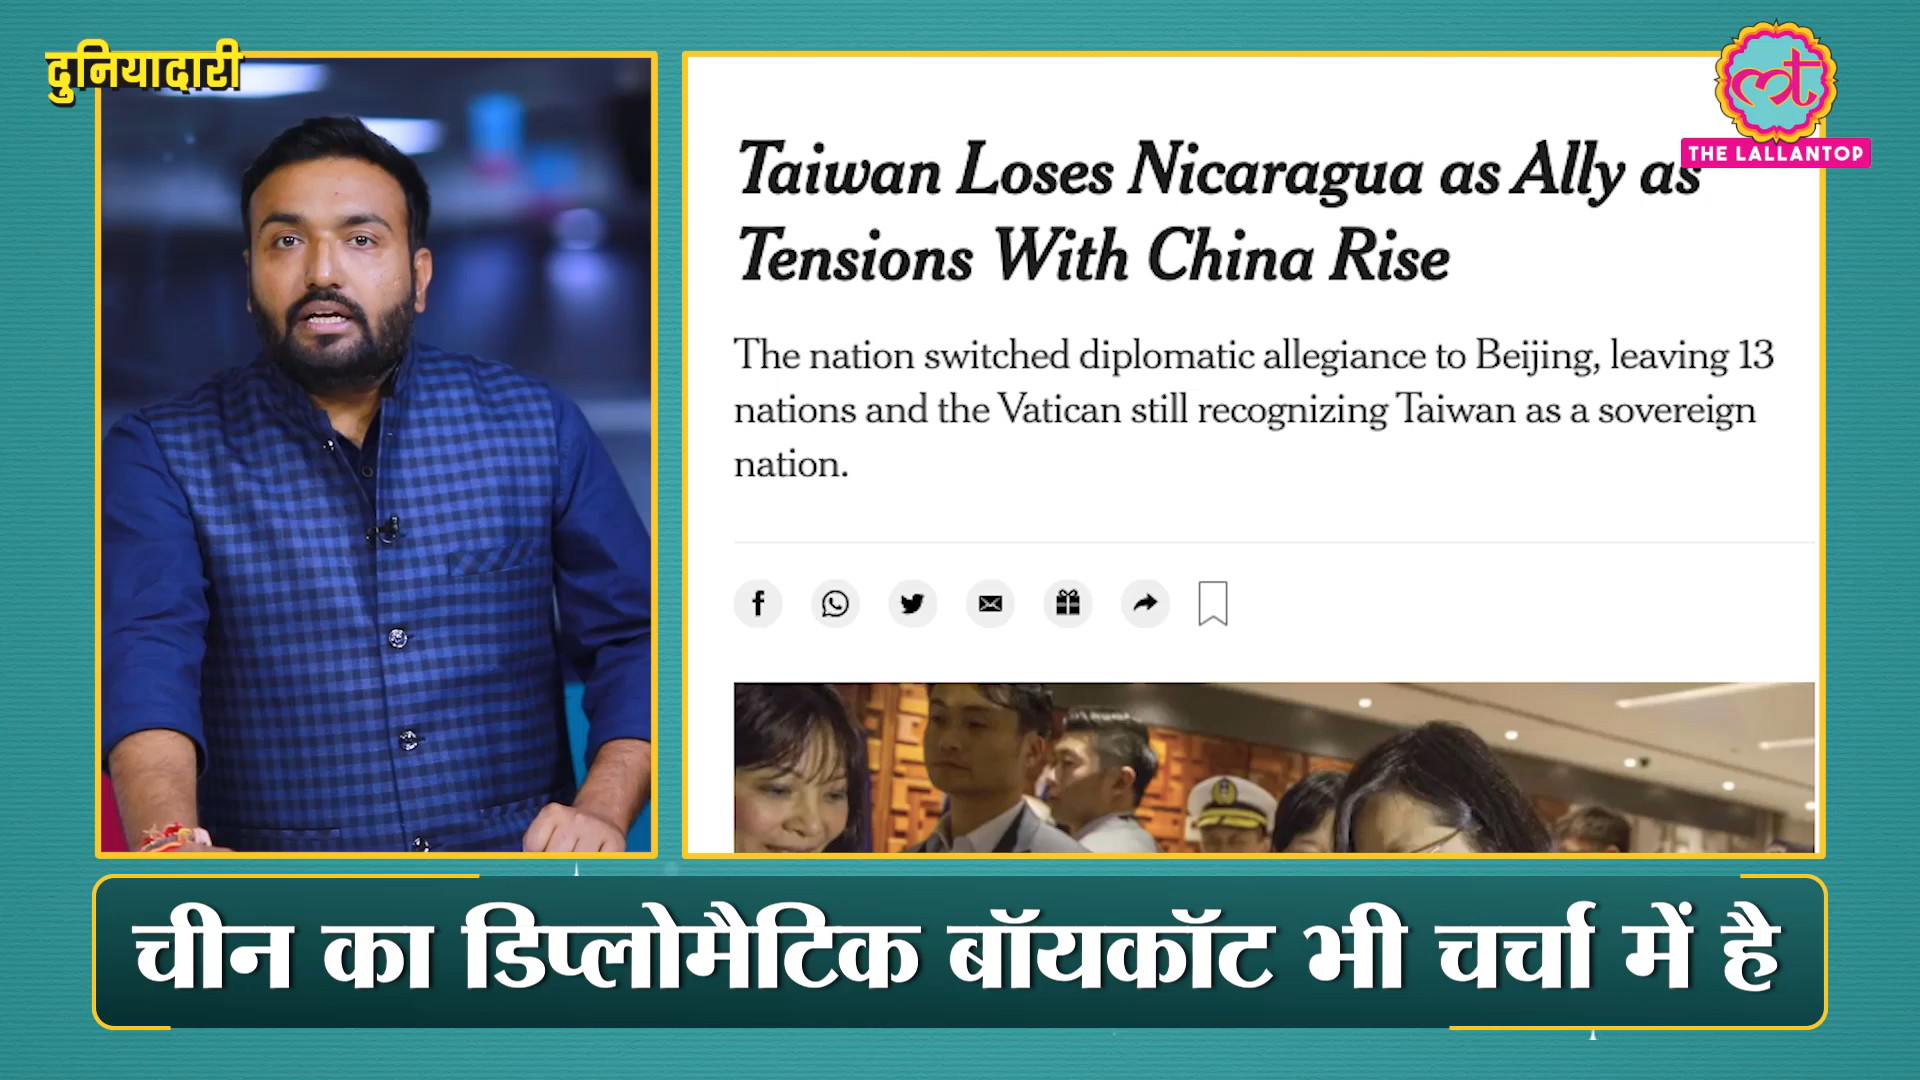 दुनियादारी
THE LALLANTOP
Taiwan Loses Nicaragua as Ally as
Tensions With China Rise
The nation switched diplomatic allegiance to Beijing, leaving 13
nations and the Vatican still recognizing Taiwan as a sovereign
nation.
चीन का डिप्लोमैटिक बॉयकॉट भी चर्चा में है